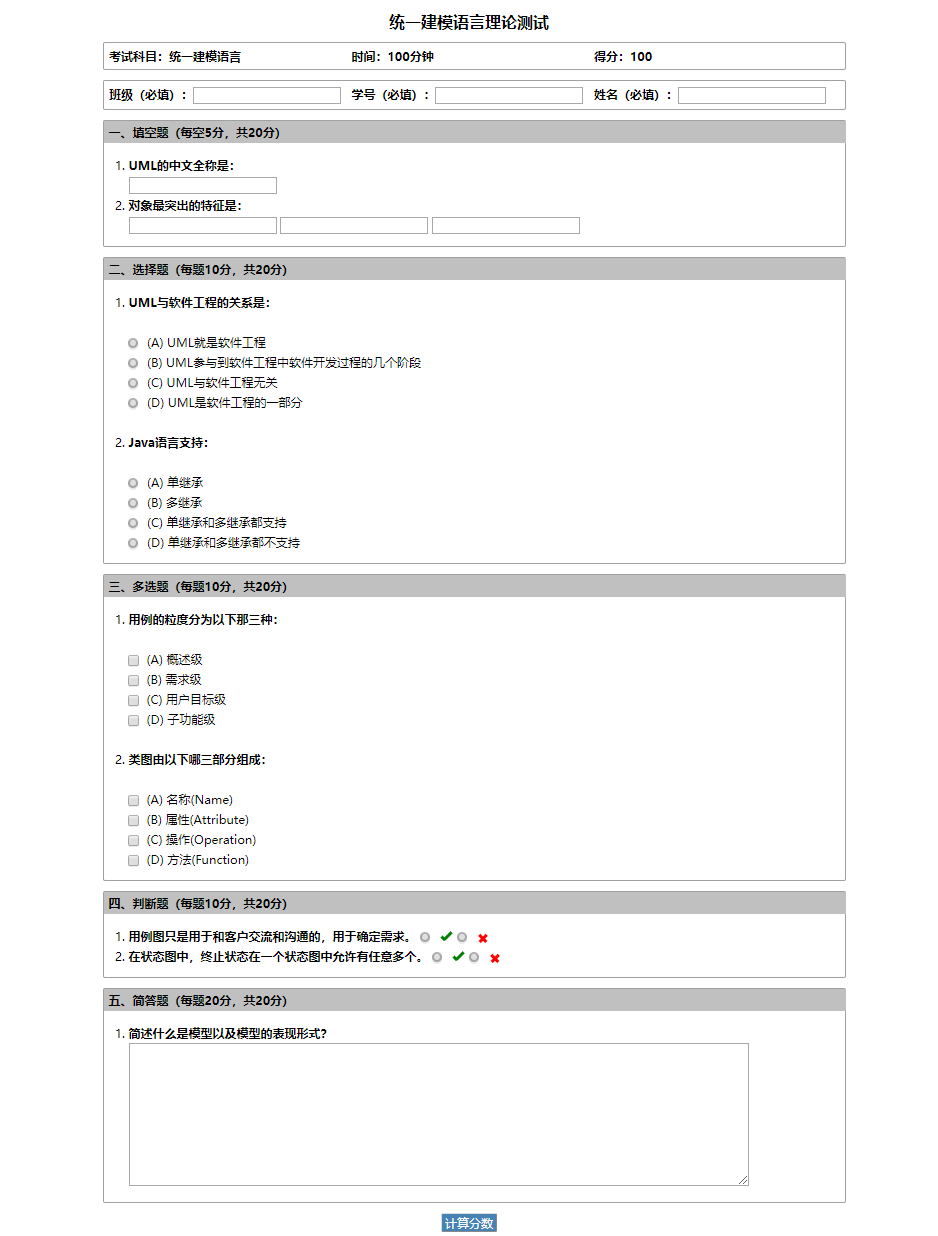 统一建模语言理论测试
考试科目：统一建模语言 时间：100分钟 得分：100
班级（必填）： 学号（必填）： 姓名（必填）：
一、填空题（每空5分，共20分）
1. UML的中文全称是：
2. 对象最突出的特征是：
二、选择题（每题10分，共20分）
1. UML与软件工程的关系是：
(A) UML就是软件工程
(B) UML参与到软件工程中软件开发过程的几个阶段
(C) UML与软件工程无关
(D) UML是软件工程的一部分
2. Java语言支持：
(A) 单继承
(B) 多继承
(C) 单继承和多继承都支持
(D) 单继承和多继承都不支持
三、多选题（每题10分，共20分）
1. 用例的粒度分为以下那三种：
(A) 概述级
(B) 需求级
(C) 用户目标级
(D) 子功能级
2. 类图由以下哪三部分组成：
(A) 名称(Name)
(B) 属性(Attribute)
(C) 操作(Operation)
(D) 方法(Function)
四、判断题（每题10分，共20分）
1. 用例图只是用于和客户交流和沟通的，用于确定需求。
2. 在状态图中，终止状态在一个状态图中允许有任意多个。
五、简答题（每题20分，共20分）
1. 简述什么是模型以及模型的表现形式？
计算分数